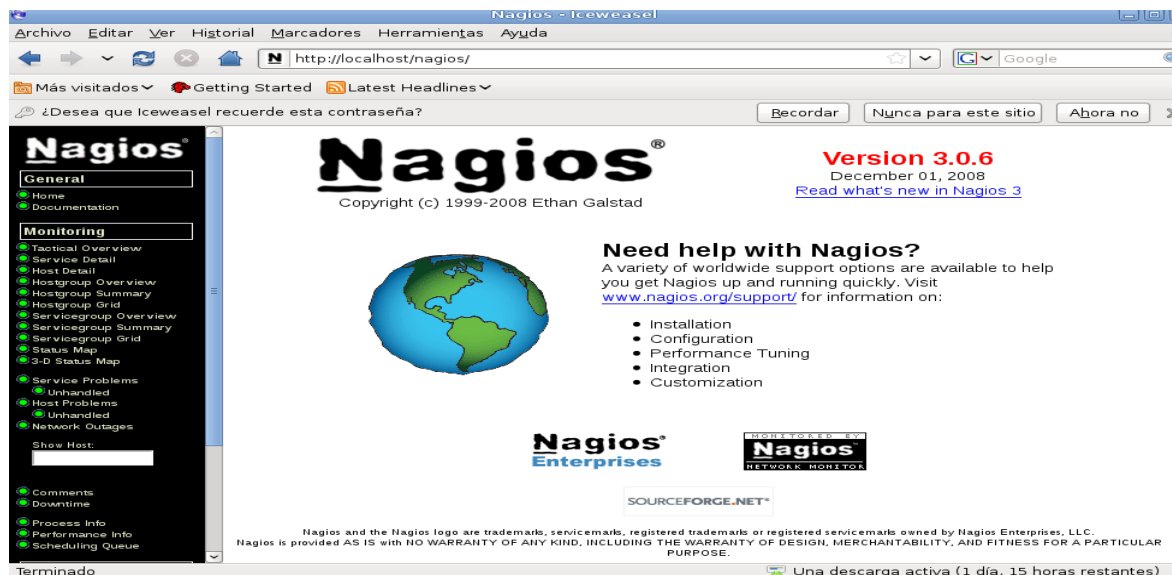 Nagios - Iceweasel
Archivo Editar Ver Historial Marcadores Herramientas Ayuda
http://localhost/nagios/
Google
Más visitados Getting Started Latest Headlines
¿Desea que Iceweasel recuerde esta contraseña?
Recordar Nunca para este sitio Ahora no
Nagios®
General
Home
Documentation
Monitoring
Tactical Overview
Service Detail
Host Detail
Hostgroup Overview
Hostgroup Summary
Hostgroup Grid
Servicegroup Overview
Servicegroup Summary
Servicegroup Grid
Status Map
3-D Status Map
Service Problems
Unhandled
Host Problems
Unhandled
Network Outages
Show Host:
Comments
Downtime
Process Info
Performance Info
Scheduling Queue
Nagios®
Copyright (c) 1999-2008 Ethan Galstad
Version 3.0.6
December 01, 2008
Read what's new in Nagios 3
Need help with Nagios?
A variety of worldwide support options are available to help
you get Nagios up and running quickly. Visit
www.nagios.org/support/ for information on:
• Installation
• Configuration
• Performance Tuning
• Integration
• Customization
Nagios®
Enterprises
MONITORED BY
Nagios
NETWORK MONITOR
SOURCEFORGE.NET®
Nagios and the Nagios logo are trademarks, servicemarks, registered trademarks or registered servicemarks owned by Nagios Enterprises, LLC.
Nagios is provided AS IS with NO WARRANTY OF ANY KIND, INCLUDING THE WARRANTY OF DESIGN, MERCHANTABILITY, AND FITNESS FOR A PARTICULAR
PURPOSE.
Terminado
Una descarga activa (1 día, 15 horas restantes)